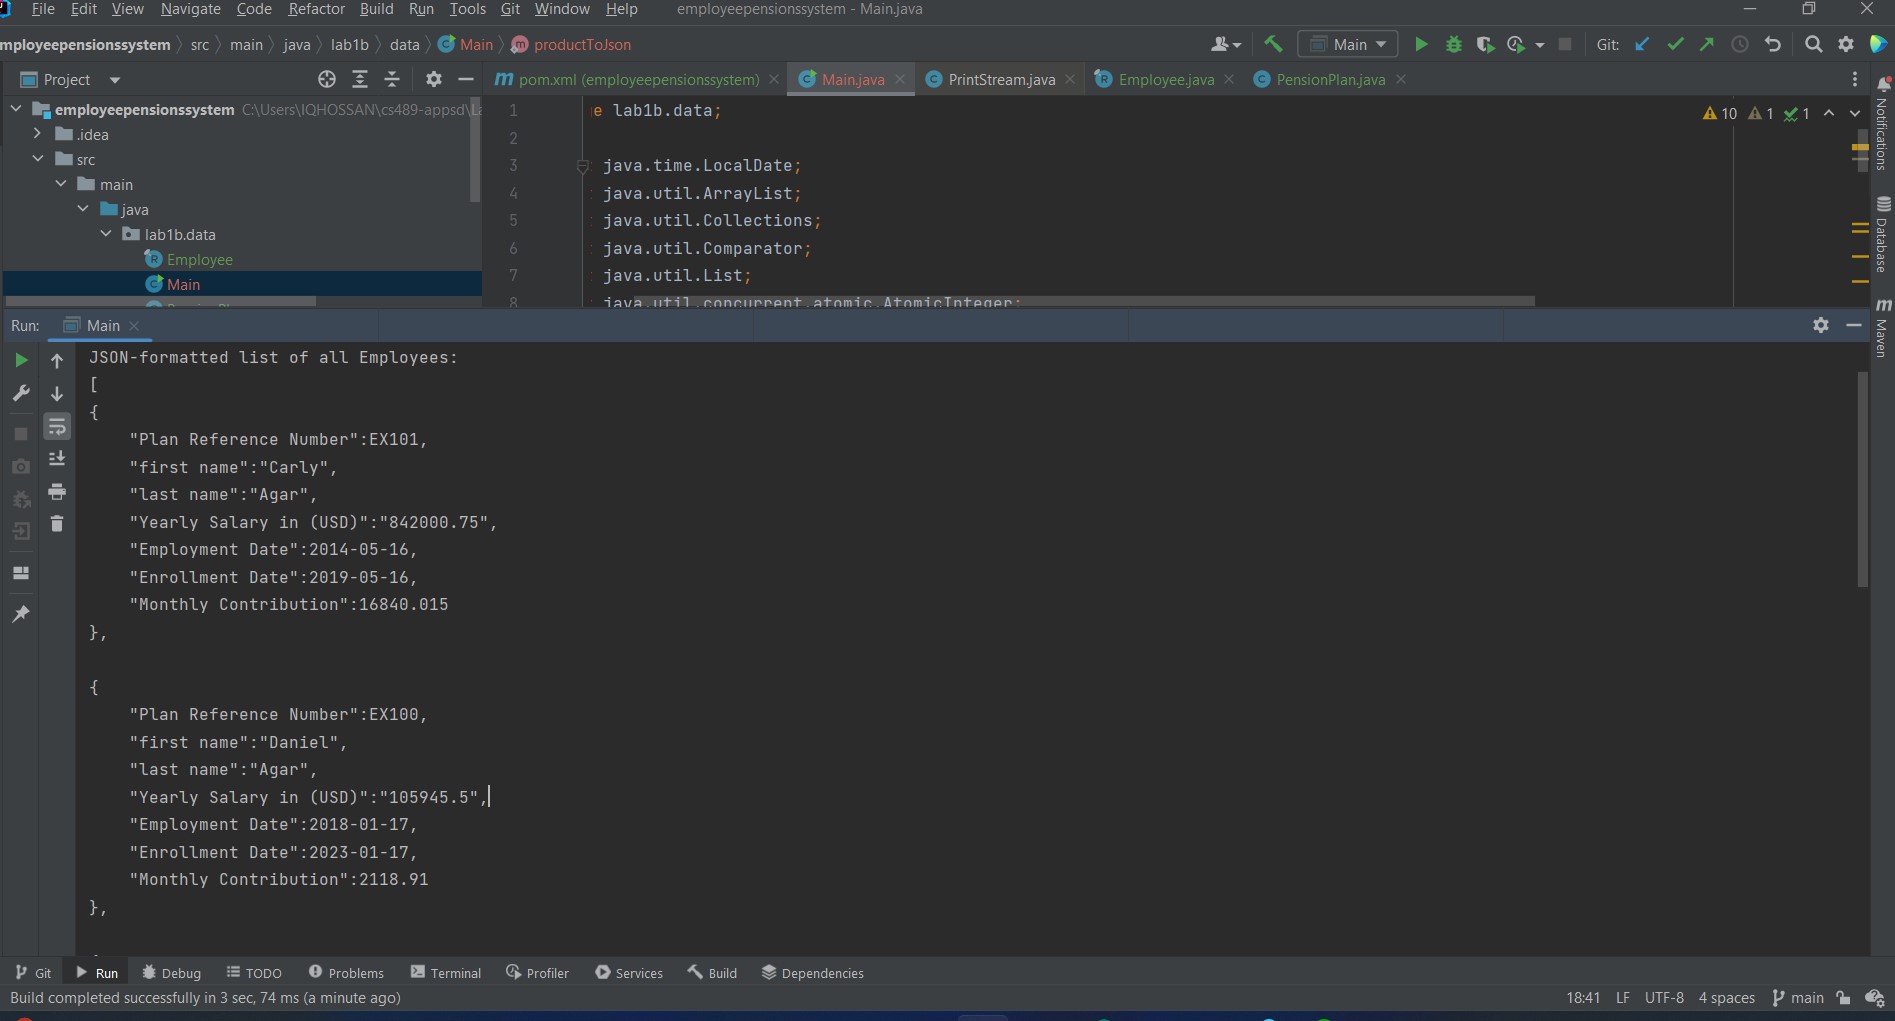 File Edit View Navigate Code Refactor Build Run Tools Git Window Help employeepensionssystem - Main.java
mployeepensionssystem src main java lab1b data Main productToJson Main Git:
Project pom.xml (employeepensionssystem) Main.java PrintStream.java Employee.java PensionPlan.java
employeepensionssystem C:\Users\IQHOSSAN\cs489-appsd\La
.idea
src
main
java
lab1b.data
Employee
Main
1 e lab1b.data;
2
3 java.time.LocalDate;
4 java.util.ArrayList;
5 java.util.Collections;
6 java.util.Comparator;
7 java.util.List;
8 java.util.concurrent.atomic.AtomicInteger;
10 1 1
Notifications
Database
Maven
Run: Main
JSON-formatted list of all Employees:
[
{
"Plan Reference Number":EX101,
"first name":"Carly",
"last name":"Agar",
"Yearly Salary in (USD)":"842000.75",
"Employment Date":2014-05-16,
"Enrollment Date":2019-05-16,
"Monthly Contribution":16840.015
},
{
"Plan Reference Number":EX100,
"first name":"Daniel",
"last name":"Agar",
"Yearly Salary in (USD)":"105945.5",
"Employment Date":2018-01-17,
"Enrollment Date":2023-01-17,
"Monthly Contribution":2118.91
},
Git Run Debug TODO Problems Terminal Profiler Services Build Dependencies
Build completed successfully in 3 sec, 74 ms (a minute ago) 18:41 LF UTF-8 4 spaces main